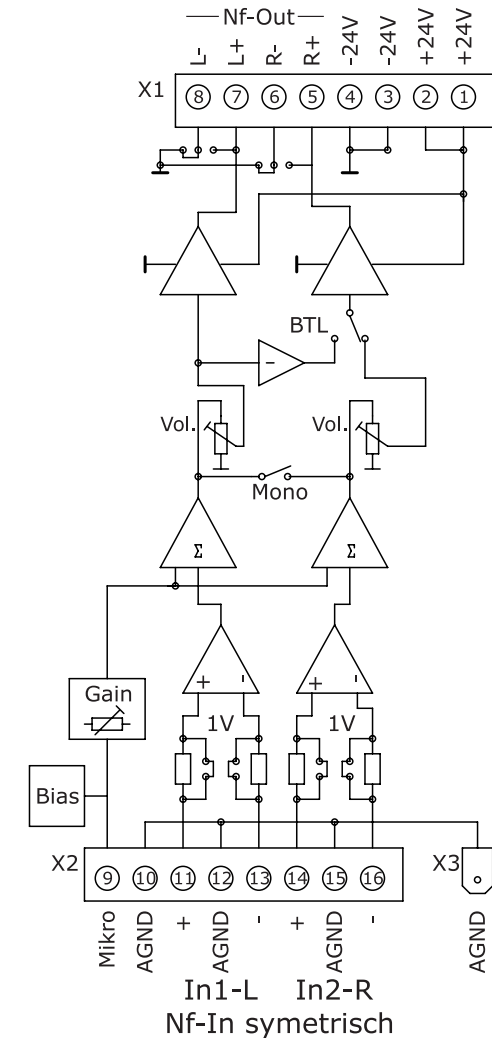 Nf-Out
L- L+ R- R+ -24V -24V +24V +24V
X1 8 7 6 5 4 3 2 1
BTL
-
Vol. Vol.
Mono
Σ Σ
+ - + -
Gain
1V 1V
Bias
X2 9 10 11 12 13 14 15 16 X3
Mikro AGND + AGND - + AGND - AGND
In1-L In2-R
Nf-In symetrisch